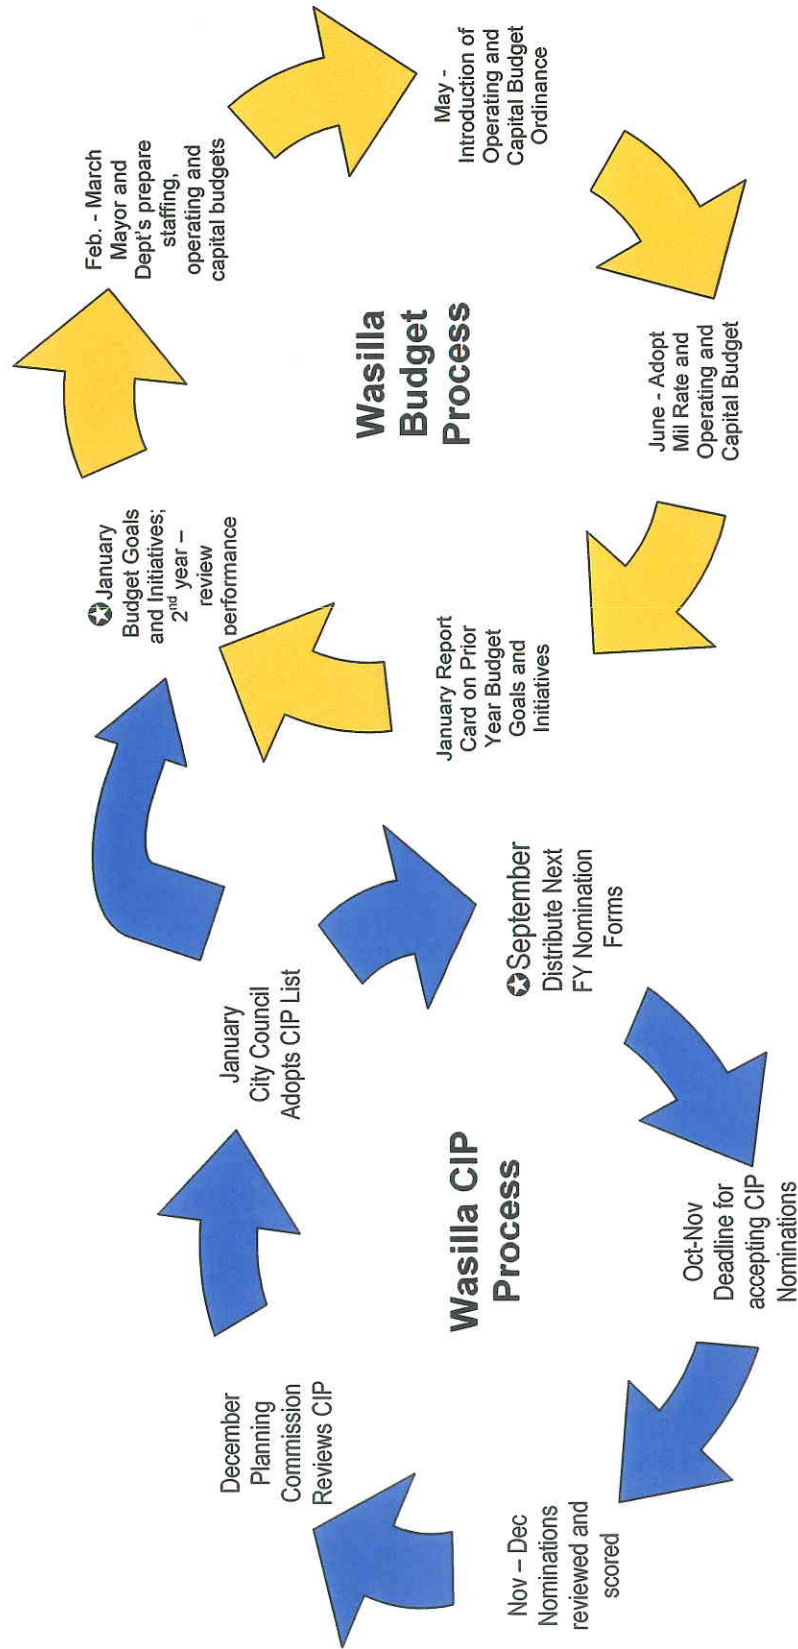 Wasilla CIP
Process
✪September
Distribute Next
FY Nomination
Forms
Oct-Nov
Deadline for
accepting CIP
Nominations
Nov – Dec
Nominations
reviewed and
scored
December
Planning
Commission
Reviews CIP
January
City Council
Adopts CIP List
Wasilla
Budget
Process
✪January
Budget Goals
and Initiatives;
2nd year –
review
performance
Feb. - March
Mayor and
Dept's prepare
staffing,
operating and
capital budgets
May -
Introduction of
Operating and
Capital Budget
Ordinance
June - Adopt
Mil Rate and
Operating and
Capital Budget
January Report
Card on Prior
Year Budget
Goals and
Initiatives